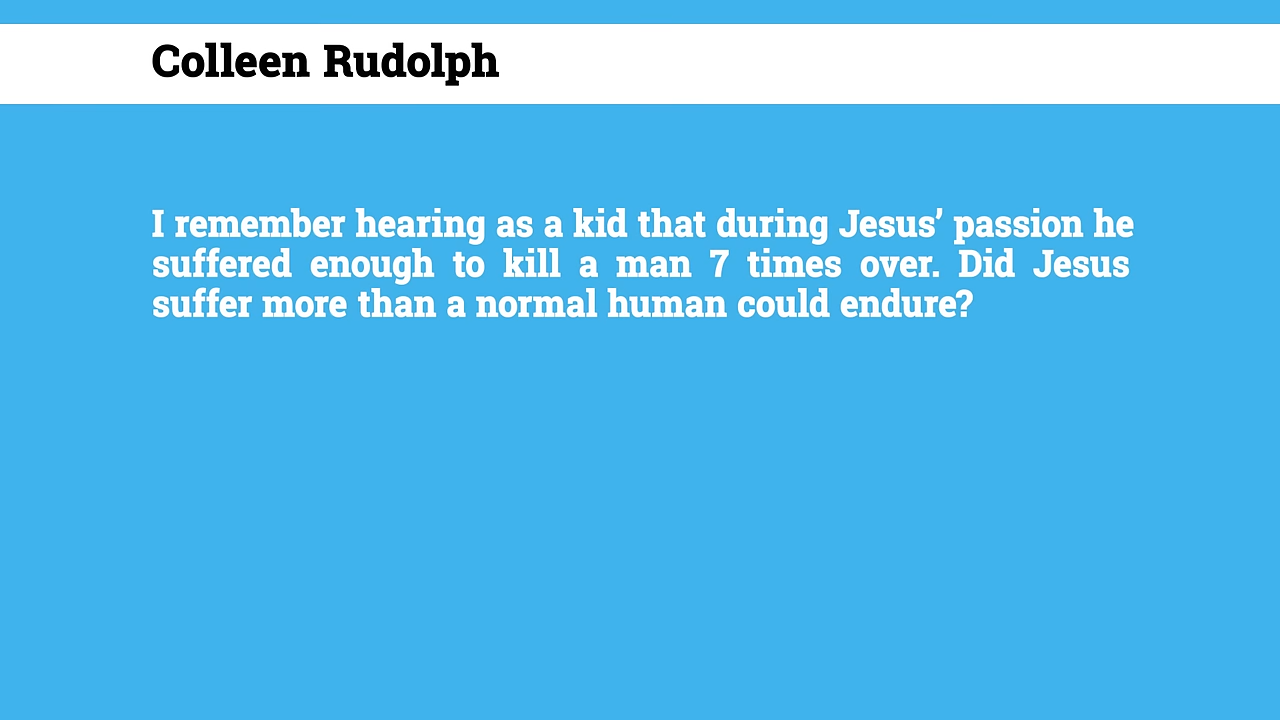 Colleen Rudolph
I remember hearing as a kid that during Jesus’ passion he
suffered enough to kill a man 7 times over. Did Jesus
suffer more than a normal human could endure?